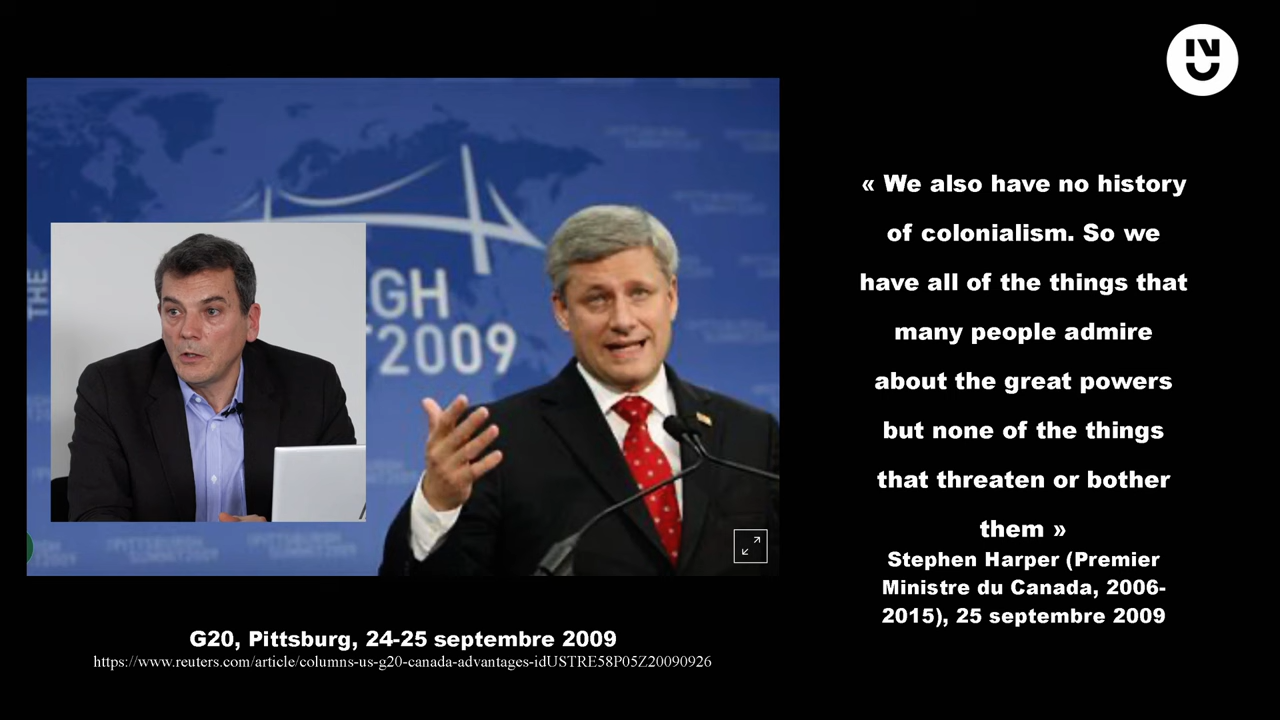 IN
U
THE
GH
2009
« We also have no history
of colonialism. So we
have all of the things that
many people admire
about the great powers
but none of the things
that threaten or bother
them »
Stephen Harper (Premier
Ministre du Canada, 2006-
2015), 25 septembre 2009
G20, Pittsburg, 24-25 septembre 2009
https://www.reuters.com/article/columns-us-g20-canada-advantages-idUSTRE58P05Z20090926